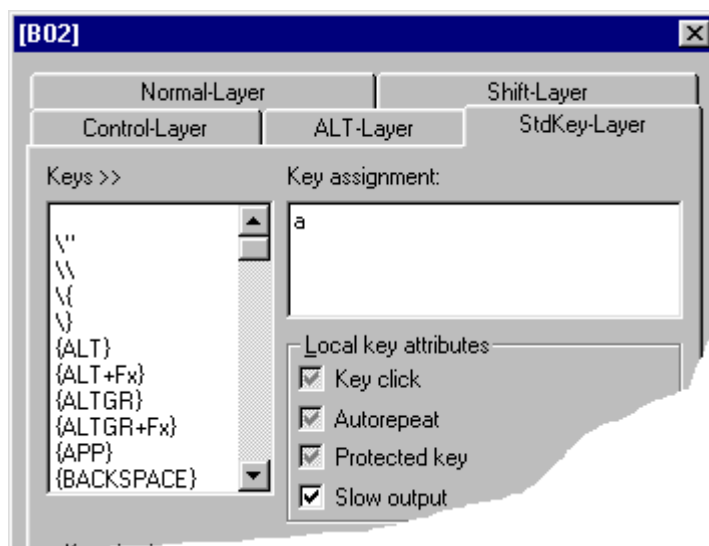 [B02]
Normal-Layer
Shift-Layer
Control-Layer
ALT-Layer
StdKey-Layer
Keys >>
\"
\\
\{
\}
{ALT}
{ALT+Fx}
{ALTGR}
{ALTGR+Fx}
{APP}
{BACKSPACE}
Key assignment:
a
Local key attributes
Key click
Autorepeat
Protected key
Slow output